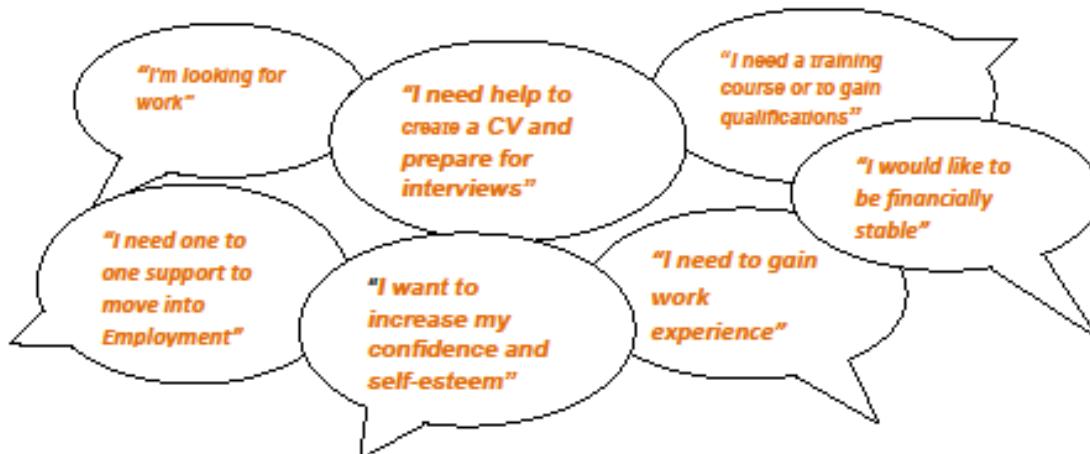 “I'm looking for
work”
“I need help to
create a CV and
prepare for
interviews”
“I need a training
course or to gain
qualifications”
“I would like to
be financially
stable”
“I need one to
one support to
move into
Employment”
“I want to
increase my
confidence and
self-esteem”
“I need to gain
work
experience”